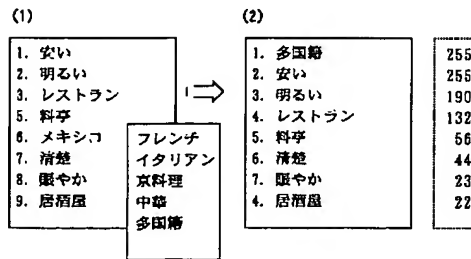 (1)
1. 安い
2. 明るい
3. レストラン
5. 料亭
6. メキシコ
7. 清楚
8. 賑やか
9. 居酒屋
フレンチ
イタリアン
京料理
中華
多国籍
(2)
1. 多国籍
2. 安い
3. 明るい
4. レストラン
5. 料亭
6. 清楚
7. 賑やか
4. 居酒屋
255
255
190
132
56
44
23
22